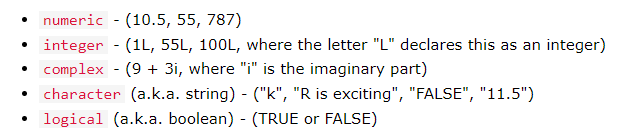 • numeric - (10.5, 55, 787)
• integer - (1L, 55L, 100L, where the letter "L" declares this as an integer)
• complex - (9 + 3i, where "i" is the imaginary part)
• character (a.k.a. string) - ("k", "R is exciting", "FALSE", "11.5")
• logical (a.k.a. boolean) - (TRUE or FALSE)